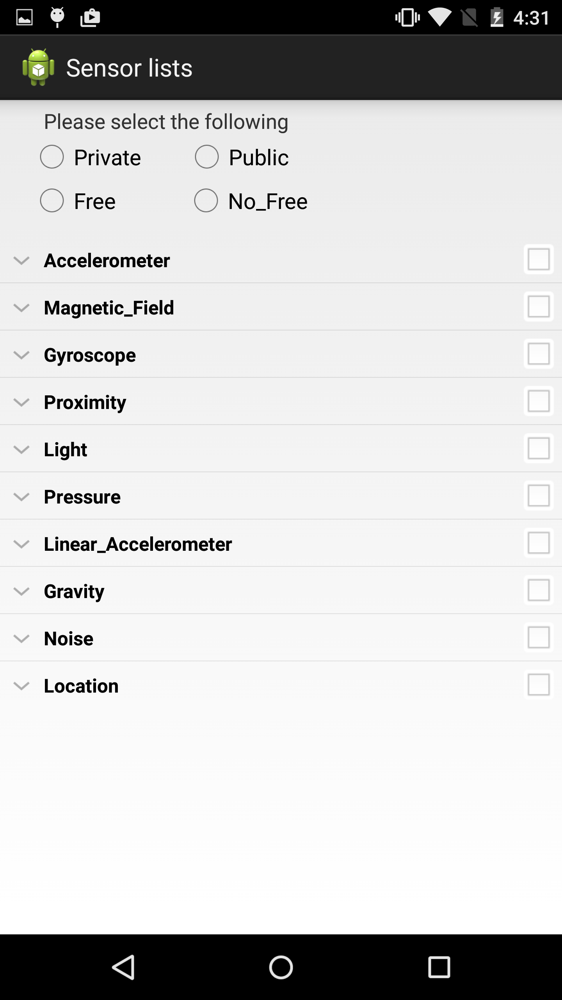 4:31
Sensor lists
Please select the following
Private Public
Free No_Free
Accelerometer
Magnetic_Field
Gyroscope
Proximity
Light
Pressure
Linear_Accelerometer
Gravity
Noise
Location